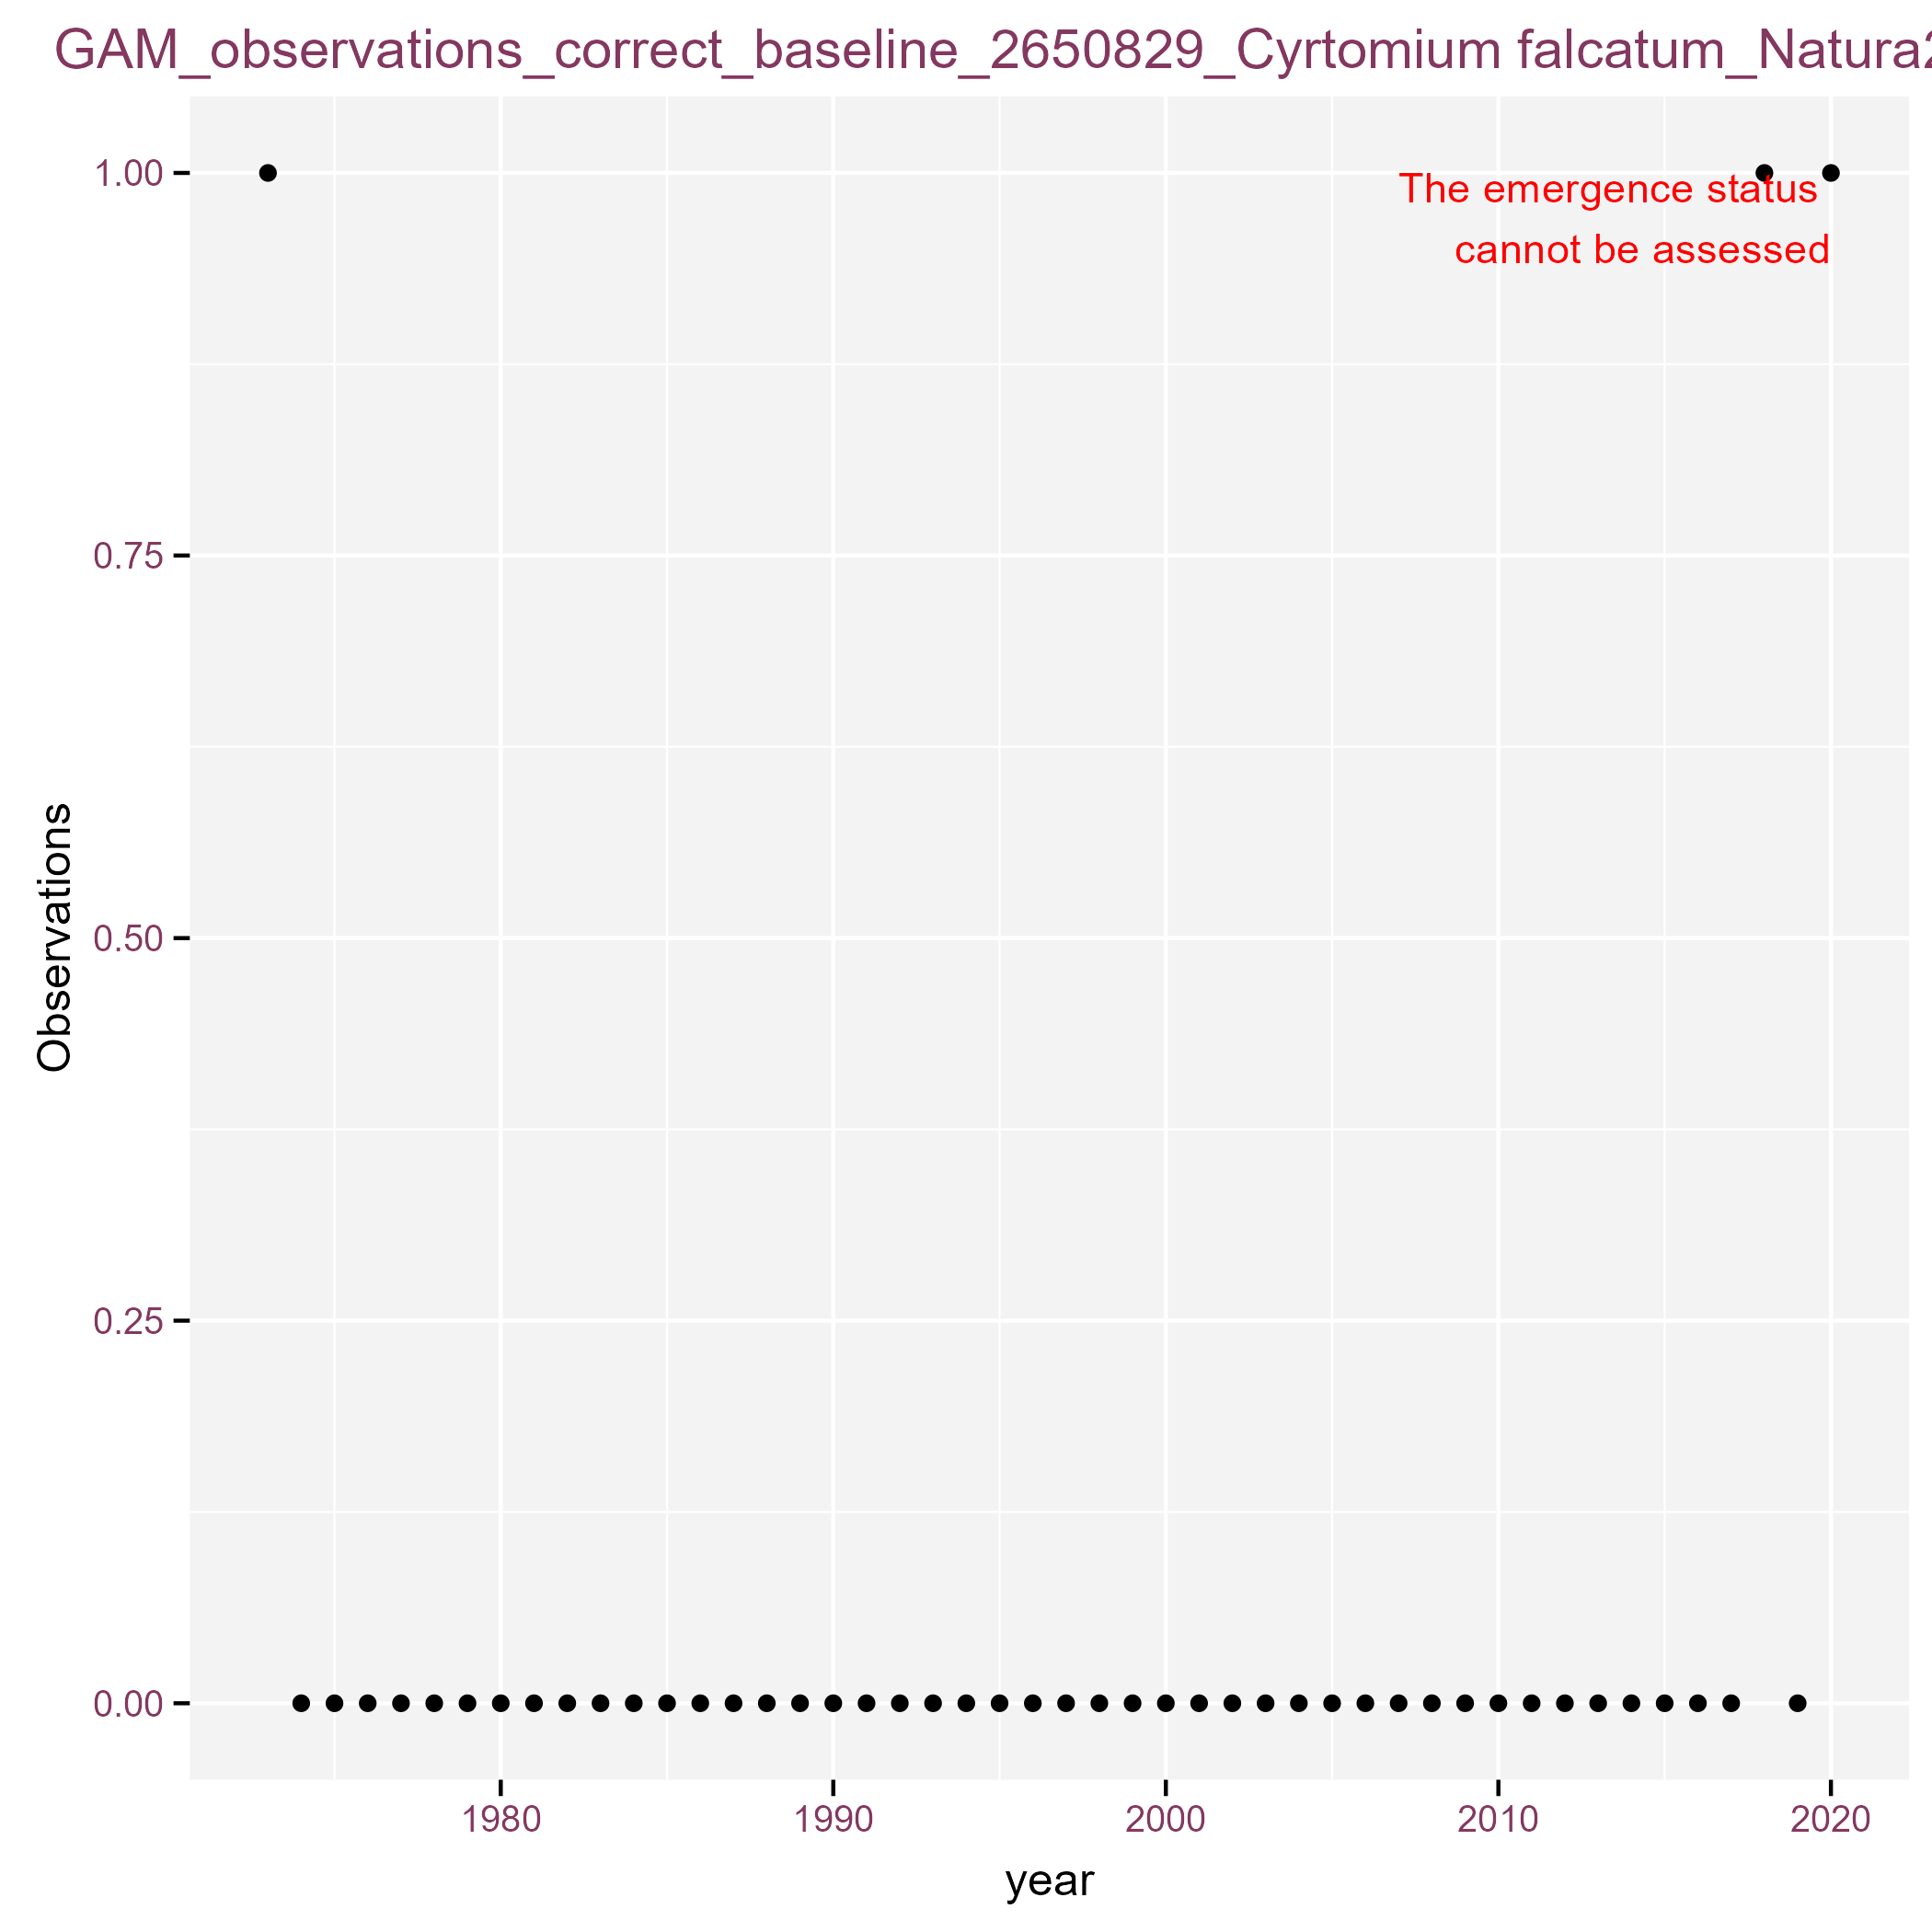 GAM_observations_correct_baseline_2650829_Cyrtomium falcatum_Natura2
1.00
The emergence status
cannot be assessed
0.75
0.50
0.25
0.00
Observations
1980 1990 2000 2010 2020
year